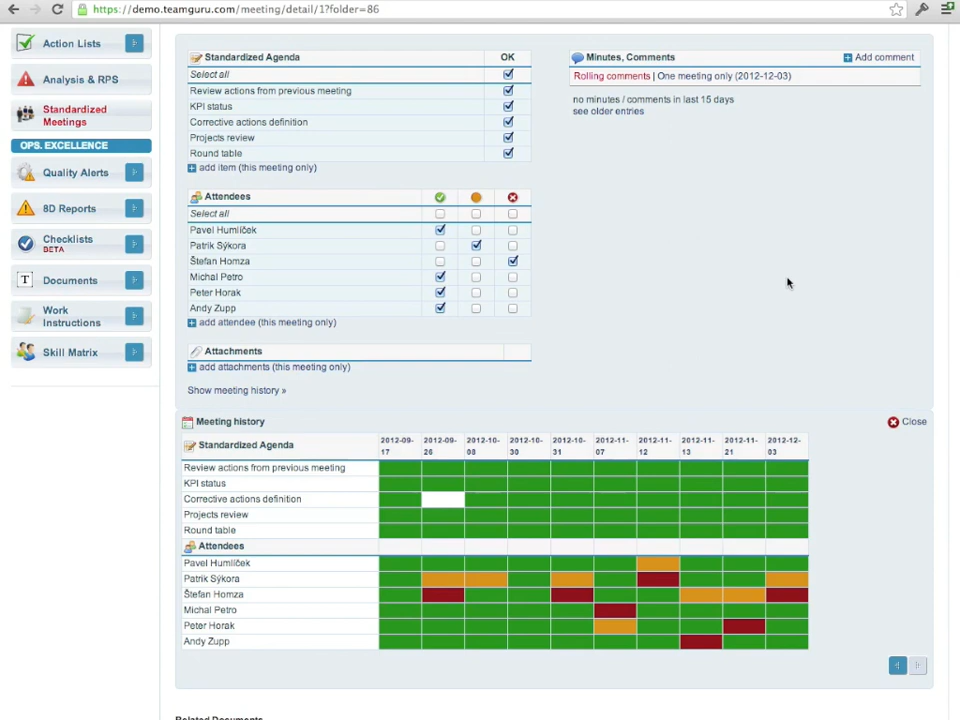 https://demo.teamguru.com/meeting/detail/1?folder=86
Action Lists
Analysis & RPS
Standardized
Meetings
OPS. EXCELLENCE
Quality Alerts
8D Reports
Checklists
BETA
Documents
Work
Instructions
Skill Matrix
Standardized Agenda OK
Select all
Review actions from previous meeting
KPI status
Corrective actions definition
Projects review
Round table
add item (this meeting only)
Attendees
Select all
Pavel Humlíček
Patrik Sýkora
Štefan Homza
Michal Petro
Peter Horak
Andy Zupp
add attendee (this meeting only)
Attachments
add attachments (this meeting only)
Show meeting history »
Minutes, Comments Add comment
Rolling comments | One meeting only (2012-12-03)
no minutes / comments in last 15 days
see older entries
Meeting history Close
Standardized Agenda 2012-09-17 2012-09-26 2012-10-08 2012-10-30 2012-10-31 2012-11-07 2012-11-12 2012-11-13 2012-11-21 2012-12-03
Review actions from previous meeting
KPI status
Corrective actions definition
Projects review
Round table
Attendees
Pavel Humlíček
Patrik Sýkora
Štefan Homza
Michal Petro
Peter Horak
Andy Zupp
Related Documents